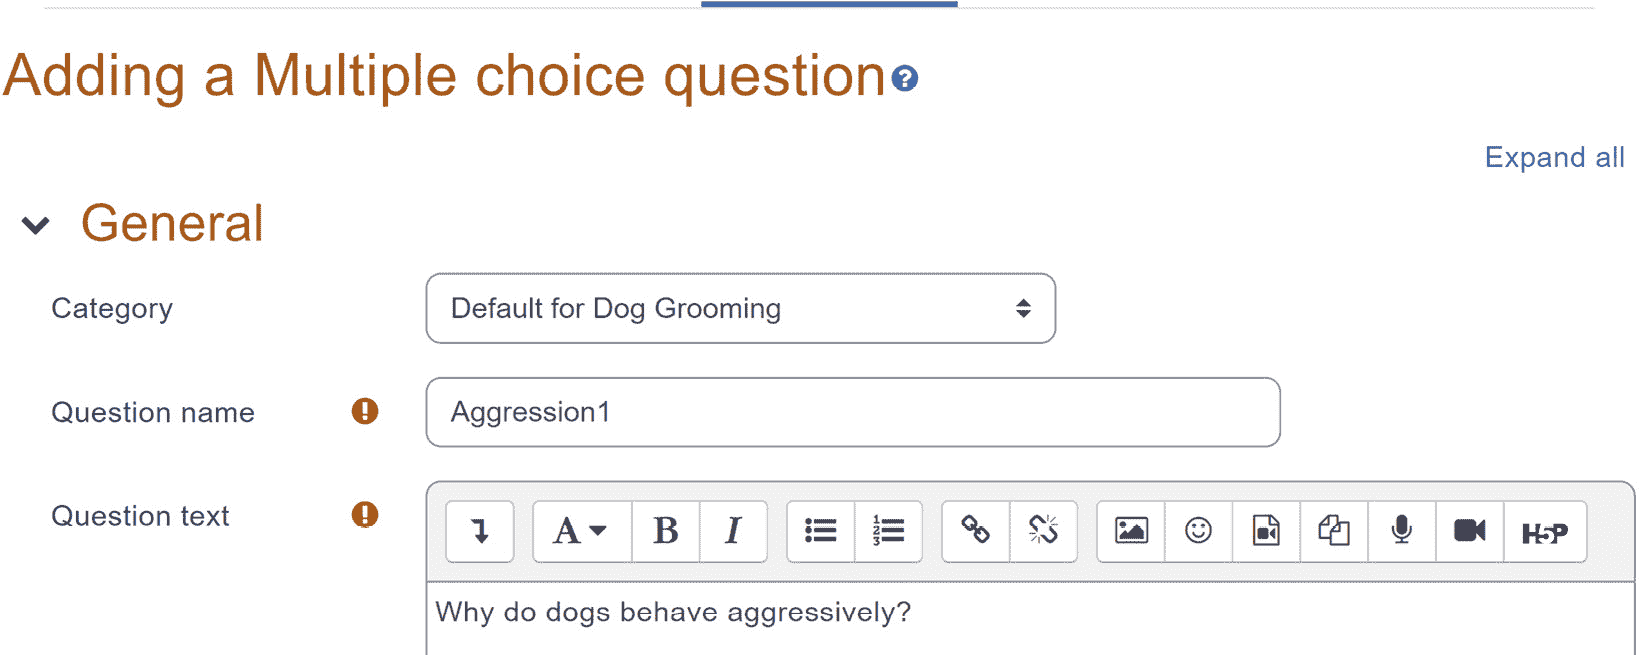 Adding a Multiple choice question
Expand all
General
Category
Default for Dog Grooming
Question name
Aggression1
Question text
A B I H5P
Why do dogs behave aggressively?